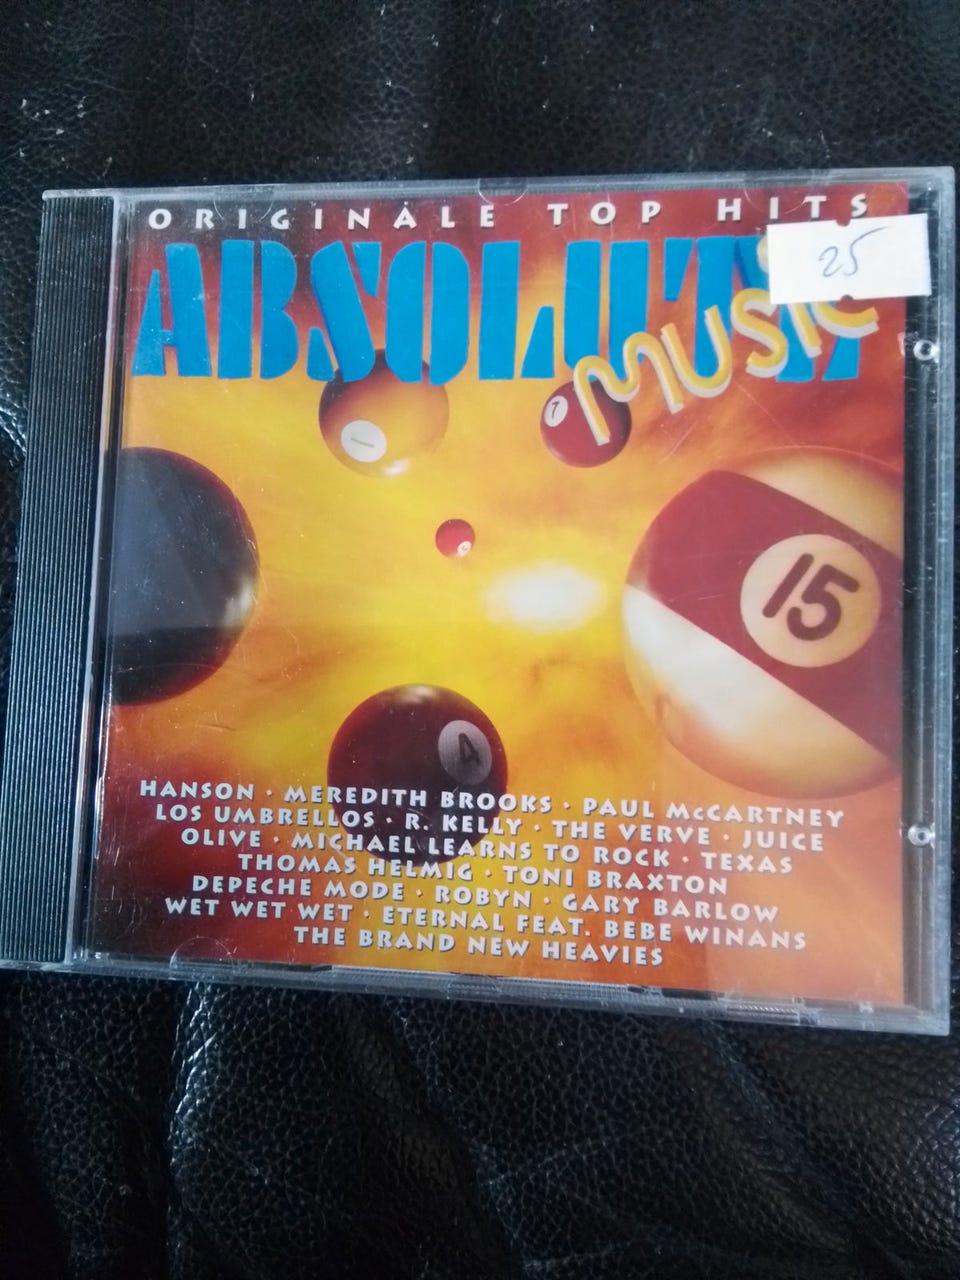 ORIGINALE TOP HITS
25
ABSOLUTE
MUSIC
7
15
4
HANSON · MEREDITH BROOKS · PAUL McCARTNEY
LOS UMBRELLOS · R. KELLY · THE VERVE · JUICE
OLIVE · MICHAEL LEARNS TO ROCK · TEXAS
THOMAS HELMIG · TONI BRAXTON
DEPECHE MODE · ROBYN · GARY BARLOW
WET WET WET · ETERNAL FEAT. BEBE WINANS
THE BRAND NEW HEAVIES